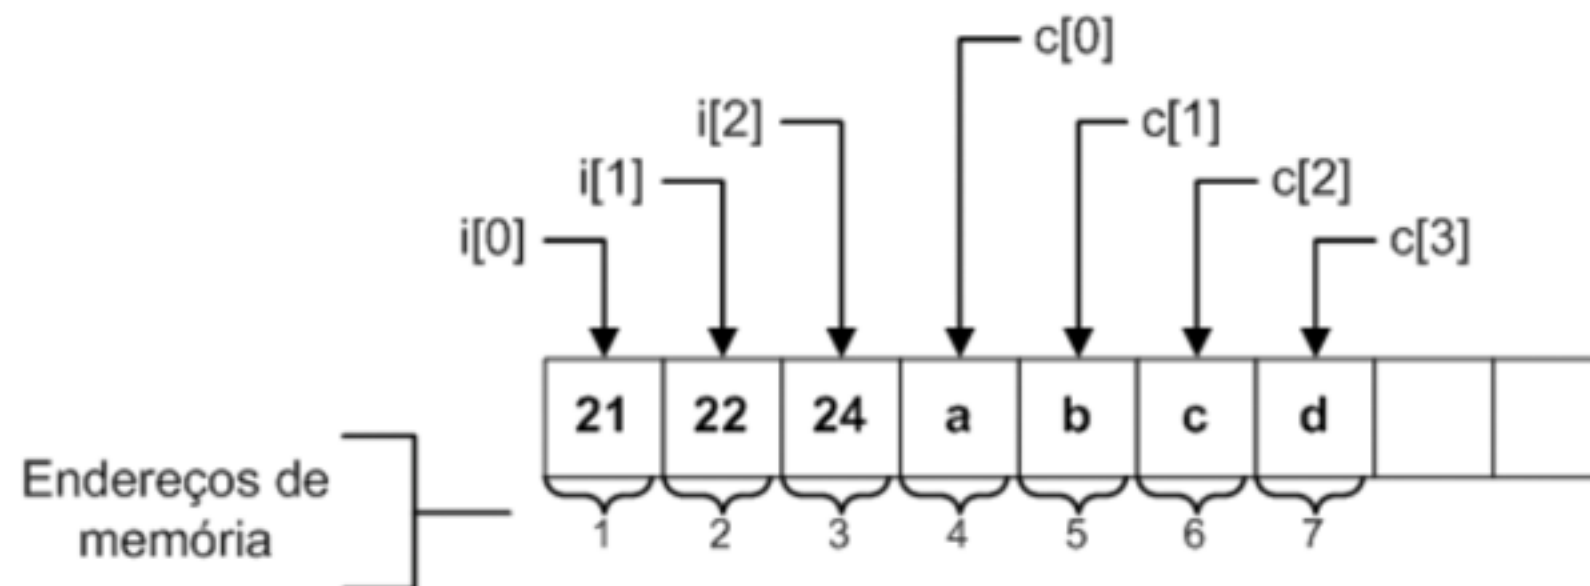 c[0]
i[2]
c[1]
i[1]
c[2]
i[0]
c[3]
21 22 24 a b c d
Endereços de
memória
1 2 3 4 5 6 7